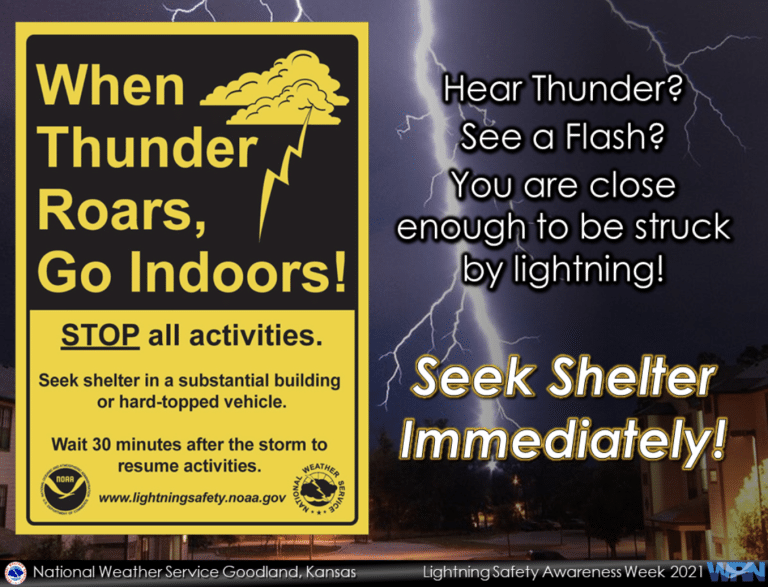 When
Thunder
Roars,
Go Indoors!
STOP all activities.
Seek shelter in a substantial building
or hard-topped vehicle.
Wait 30 minutes after the storm to
resume activities.
NOAA
NATIONAL WEATHER SERVICE
www.lightningsafety.noaa.gov
Hear Thunder?
See a Flash?
You are close
enough to be struck
by lightning!
Seek Shelter
Immediately!
National Weather Service Goodland, Kansas
Lightning Safety Awareness Week 2021